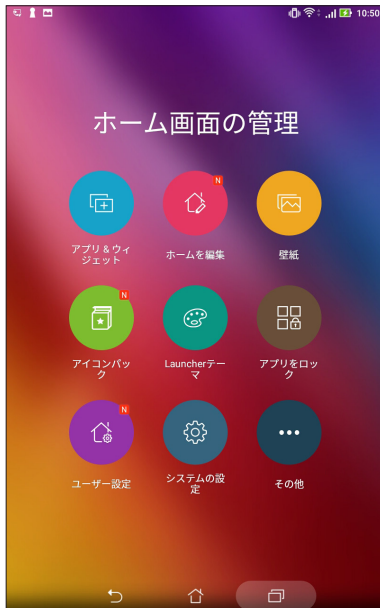 10:50
ホーム画面の管理
N
アプリ&ウィ
ジェット
ホームを編集
壁紙
N
アイコンパッ
ク
Launcherテー
マ
アプリをロッ
ク
N
ユーザー設定
システムの設
定
その他